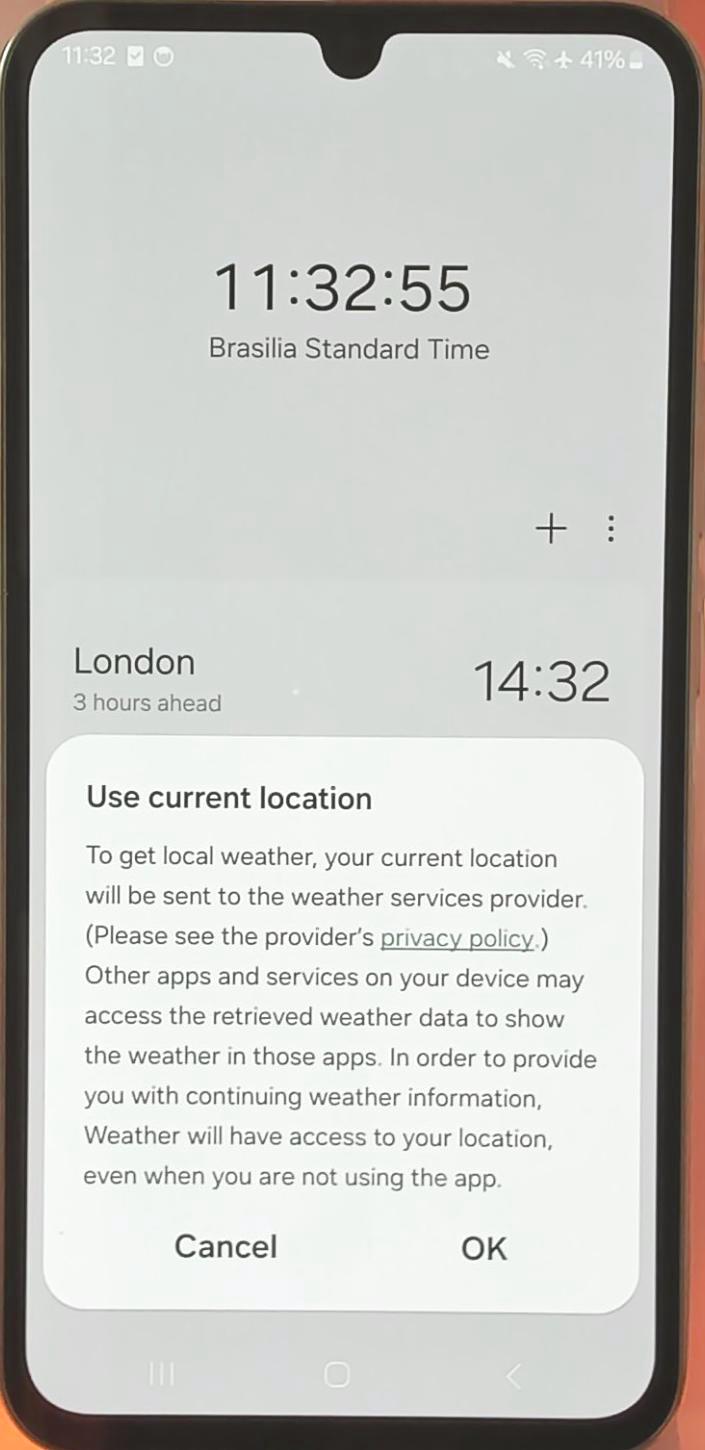 11:32
41%
11:32:55
Brasilia Standard Time
London
14:32
3 hours ahead
Use current location
To get local weather, your current location
will be sent to the weather services provider.
(Please see the provider's privacy policy.)
Other apps and services on your device may
access the retrieved weather data to show
the weather in those apps. In order to provide
you with continuing weather information,
Weather will have access to your location,
even when you are not using the app.
Cancel
OK